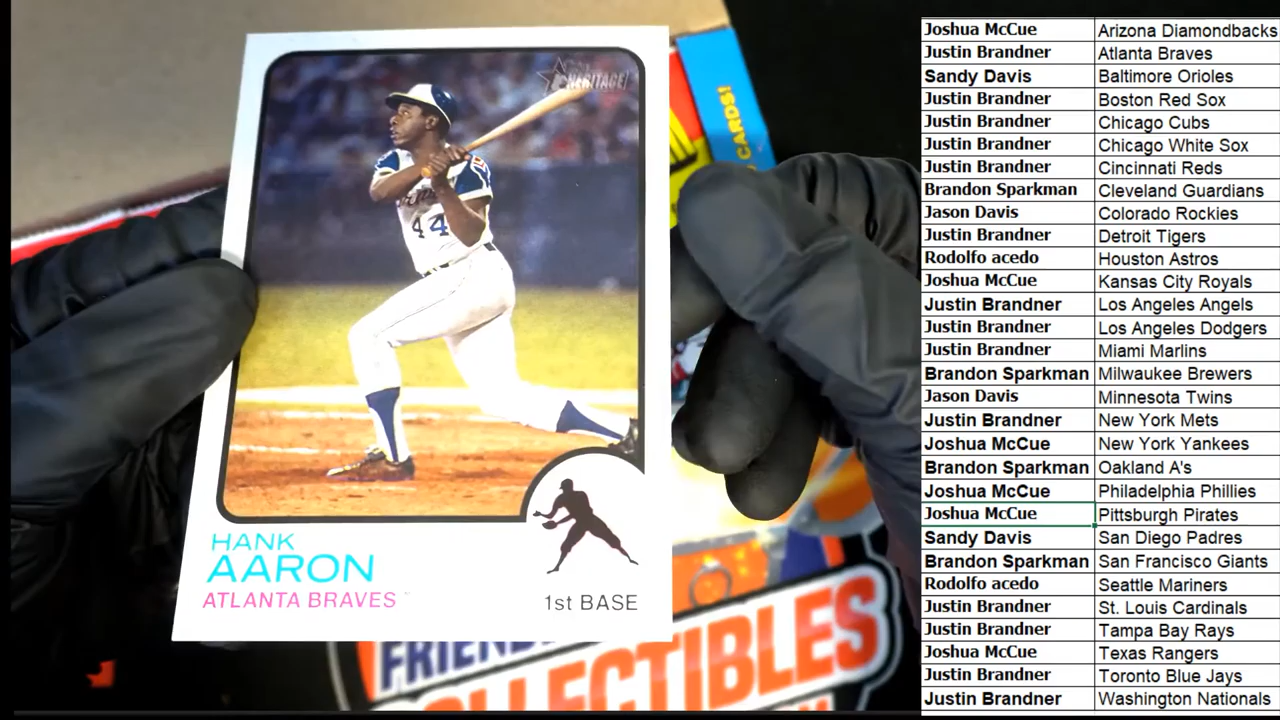 HERITAGE!
CARDS!
44
HANK
AARON
ATLANTA BRAVES
1st BASE
COLLECTIBLES
Joshua McCue Arizona Diamondbacks
Justin Brandner Atlanta Braves
Sandy Davis Baltimore Orioles
Justin Brandner Boston Red Sox
Justin Brandner Chicago Cubs
Justin Brandner Chicago White Sox
Justin Brandner Cincinnati Reds
Brandon Sparkman Cleveland Guardians
Jason Davis Colorado Rockies
Justin Brandner Detroit Tigers
Rodolfo acedo Houston Astros
Joshua McCue Kansas City Royals
Justin Brandner Los Angeles Angels
Justin Brandner Los Angeles Dodgers
Justin Brandner Miami Marlins
Brandon Sparkman Milwaukee Brewers
Jason Davis Minnesota Twins
Justin Brandner New York Mets
Joshua McCue New York Yankees
Brandon Sparkman Oakland A's
Joshua McCue Philadelphia Phillies
Joshua McCue Pittsburgh Pirates
Sandy Davis San Diego Padres
Brandon Sparkman San Francisco Giants
Rodolfo acedo Seattle Mariners
Justin Brandner St. Louis Cardinals
Justin Brandner Tampa Bay Rays
Joshua McCue Texas Rangers
Justin Brandner Toronto Blue Jays
Justin Brandner Washington Nationals